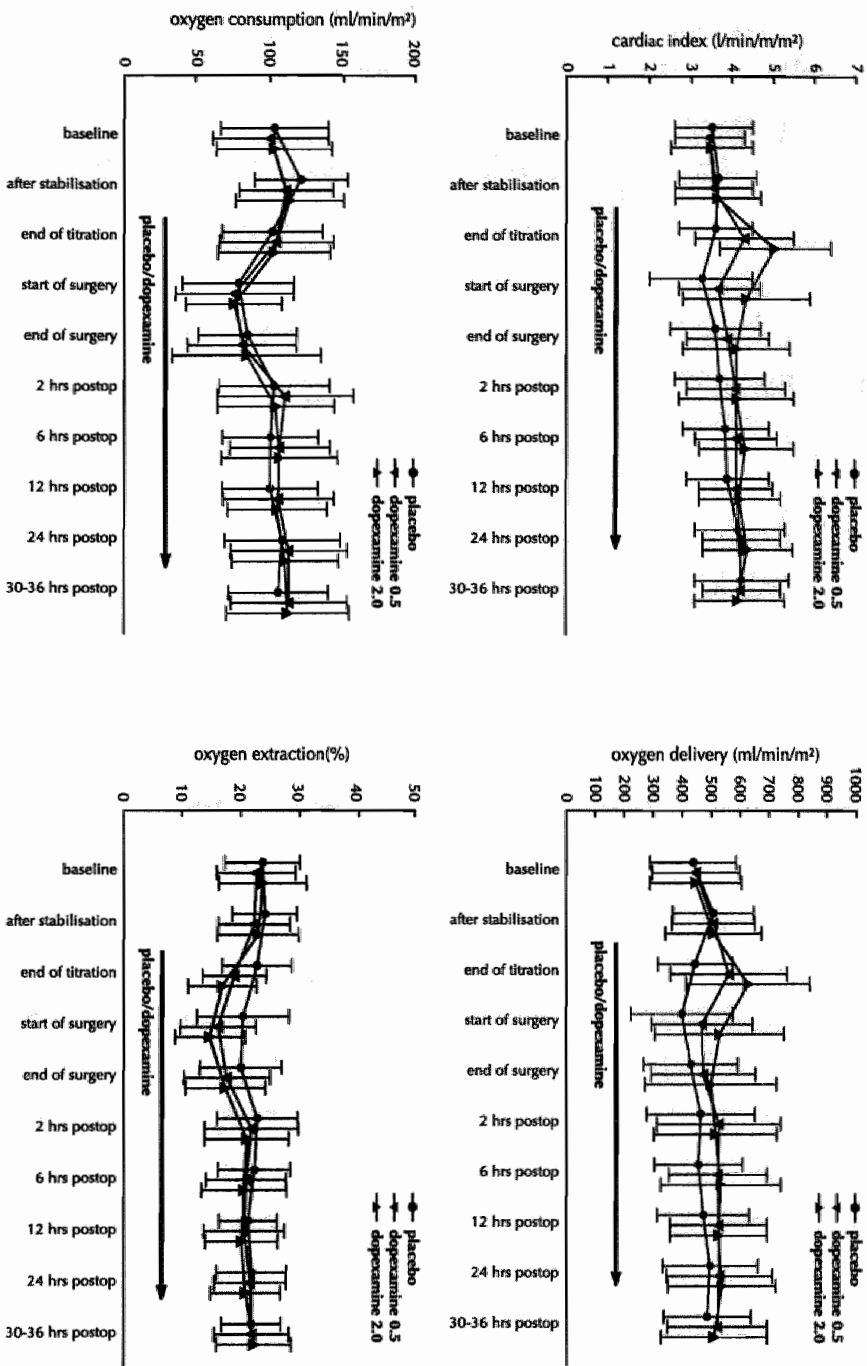 cardiac index (l/min/m/m²)
7
6
5
4
3
2
1
0
baseline
after stabilisation
end of titration
start of surgery
end of surgery
2 hrs postop
6 hrs postop
12 hrs postop
24 hrs postop
30-36 hrs postop
placebo/dopexamine
placebo
dopexamine 0.5
dopexamine 2.0
oxygen consumption (ml/min/m²)
200
150
100
50
0
baseline
after stabilisation
end of titration
start of surgery
end of surgery
2 hrs postop
6 hrs postop
12 hrs postop
24 hrs postop
30-36 hrs postop
placebo/dopexamine
placebo
dopexamine 0.5
dopexamine 2.0
oxygen delivery (ml/min/m²)
1000
900
800
700
600
500
400
300
200
100
0
baseline
after stabilisation
end of titration
start of surgery
end of surgery
2 hrs postop
6 hrs postop
12 hrs postop
24 hrs postop
30-36 hrs postop
placebo/dopexamine
placebo
dopexamine 0.5
dopexamine 2.0
oxygen extraction(%)
50
40
30
20
10
0
baseline
after stabilisation
end of titration
start of surgery
end of surgery
2 hrs postop
6 hrs postop
12 hrs postop
24 hrs postop
30-36 hrs postop
placebo/dopexamine
placebo
dopexamine 0.5
dopexamine 2.0